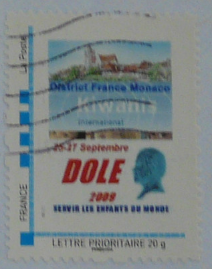 La Poste
District France Monaco
Kiwanis
International
25-27 Septembre
DOLE
2009
SERVIR LES ENFANTS DU MONDE
FRANCE
LETTRE PRIORITAIRE 20 g